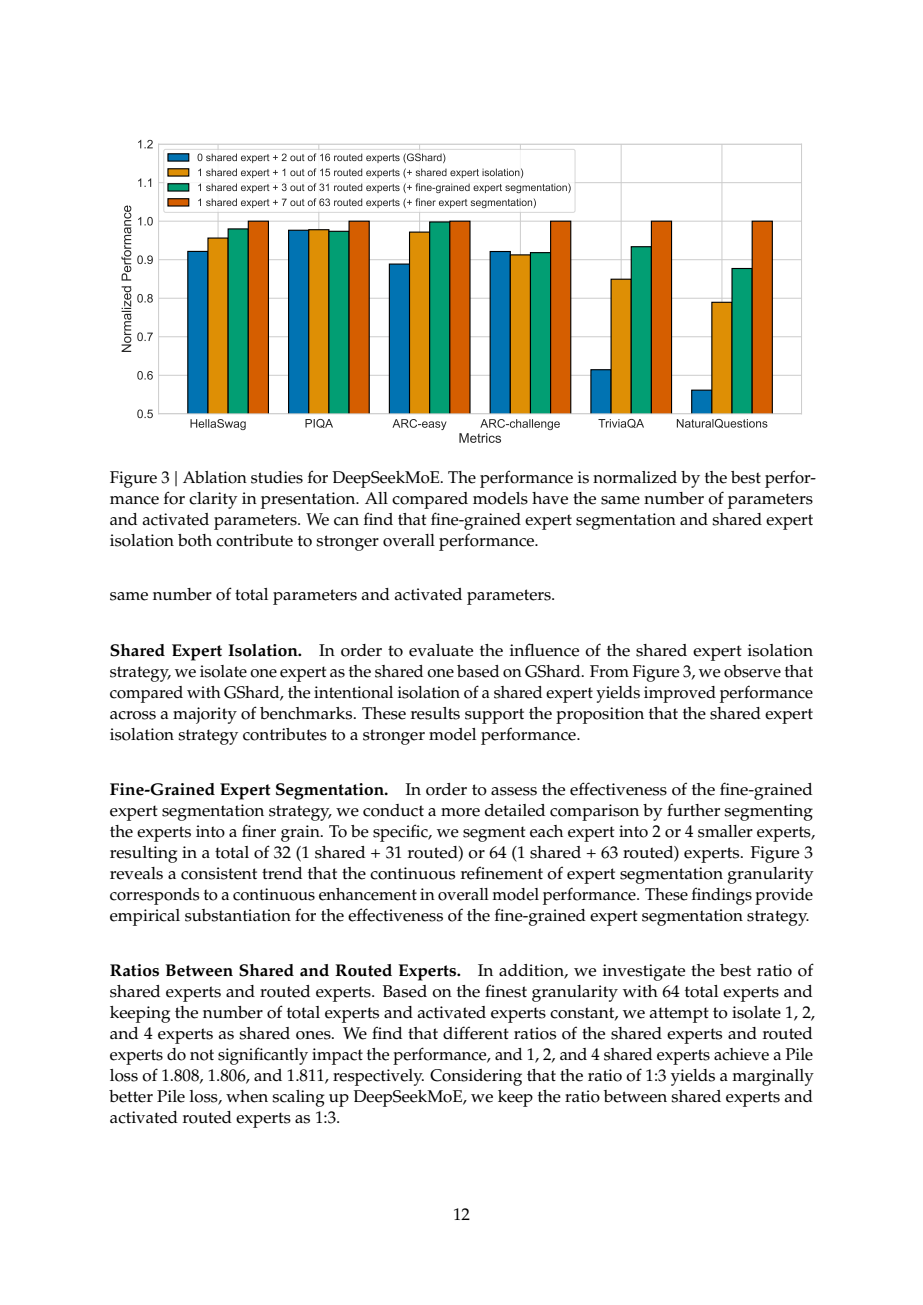 1.2
1.1
1.0
0.9
0.8
0.7
0.6
0.5
Normalized Performance
0 shared expert + 2 out of 16 routed experts (GShard)
1 shared expert + 1 out of 15 routed experts (+ shared expert isolation)
1 shared expert + 3 out of 31 routed experts (+ fine-grained expert segmentation)
1 shared expert + 7 out of 63 routed experts (+ finer expert segmentation)
HellaSwag PIQA ARC-easy ARC-challenge TriviaQA NaturalQuestions
Metrics
Figure 3 | Ablation studies for DeepSeekMoE. The performance is normalized by the best perfor-
mance for clarity in presentation. All compared models have the same number of parameters
and activated parameters. We can find that fine-grained expert segmentation and shared expert
isolation both contribute to stronger overall performance.
same number of total parameters and activated parameters.
Shared Expert Isolation. In order to evaluate the influence of the shared expert isolation
strategy, we isolate one expert as the shared one based on GShard. From Figure 3, we observe that
compared with GShard, the intentional isolation of a shared expert yields improved performance
across a majority of benchmarks. These results support the proposition that the shared expert
isolation strategy contributes to a stronger model performance.
Fine-Grained Expert Segmentation. In order to assess the effectiveness of the fine-grained
expert segmentation strategy, we conduct a more detailed comparison by further segmenting
the experts into a finer grain. To be specific, we segment each expert into 2 or 4 smaller experts,
resulting in a total of 32 (1 shared + 31 routed) or 64 (1 shared + 63 routed) experts. Figure 3
reveals a consistent trend that the continuous refinement of expert segmentation granularity
corresponds to a continuous enhancement in overall model performance. These findings provide
empirical substantiation for the effectiveness of the fine-grained expert segmentation strategy.
Ratios Between Shared and Routed Experts. In addition, we investigate the best ratio of
shared experts and routed experts. Based on the finest granularity with 64 total experts and
keeping the number of total experts and activated experts constant, we attempt to isolate 1, 2,
and 4 experts as shared ones. We find that different ratios of the shared experts and routed
experts do not significantly impact the performance, and 1, 2, and 4 shared experts achieve a Pile
loss of 1.808, 1.806, and 1.811, respectively. Considering that the ratio of 1:3 yields a marginally
better Pile loss, when scaling up DeepSeekMoE, we keep the ratio between shared experts and
activated routed experts as 1:3.
12